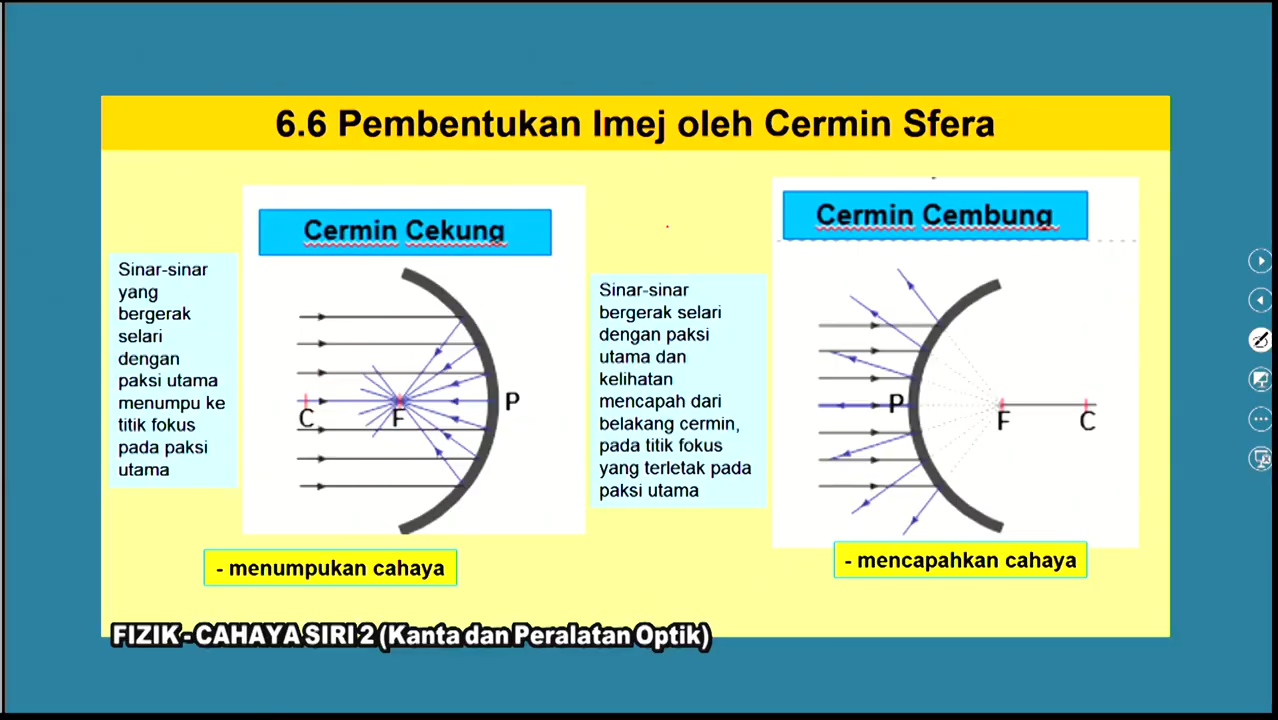 6.6 Pembentukan Imej oleh Cermin Sfera
Cermin Cekung
Sinar-sinar
yang
bergerak
selari
dengan
paksi utama
menumpu ke
titik fokus
pada paksi
utama
C
F
P
- menumpukan cahaya
Cermin Cembung
Sinar-sinar
bergerak selari
dengan paksi
utama dan
kelihatan
mencapah dari
belakang cermin,
pada titik fokus
yang terletak pada
paksi utama
P
F
C
- mencapahkan cahaya
FIZIK - CAHAYA SIRI 2 (Kanta dan Peralatan Optik)